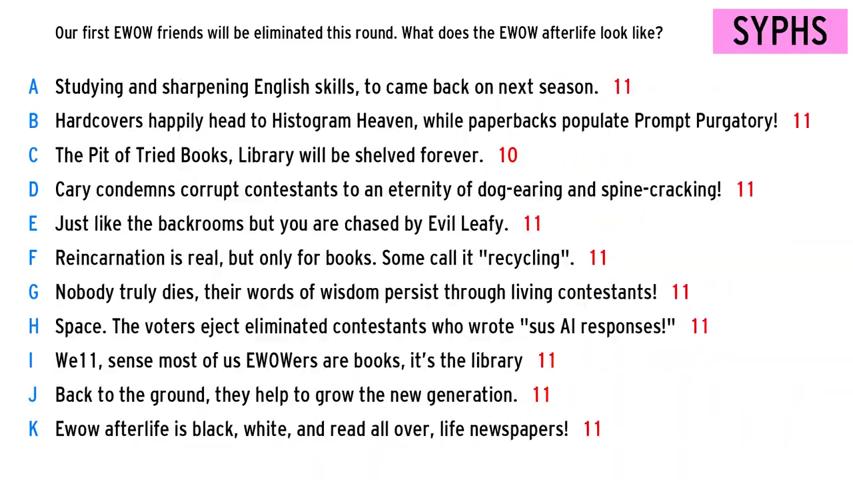 Our first EWOW friends will be eliminated this round. What does the EWOW afterlife look like?
SYPHS
A Studying and sharpening English skills, to came back on next season. 11
B Hardcovers happily head to Histogram Heaven, while paperbacks populate Prompt Purgatory! 11
C The Pit of Tried Books, Library will be shelved forever. 10
D Cary condemns corrupt contestants to an eternity of dog-earing and spine-cracking! 11
E Just like the backrooms but you are chased by Evil Leafy. 11
F Reincarnation is real, but only for books. Some call it "recycling". 11
G Nobody truly dies, their words of wisdom persist through living contestants! 11
H Space. The voters eject eliminated contestants who wrote "sus AI responses!" 11
I We11, sense most of us EWOWers are books, it's the library 11
J Back to the ground, they help to grow the new generation. 11
K Ewow afterlife is black, white, and read all over, life newspapers! 11